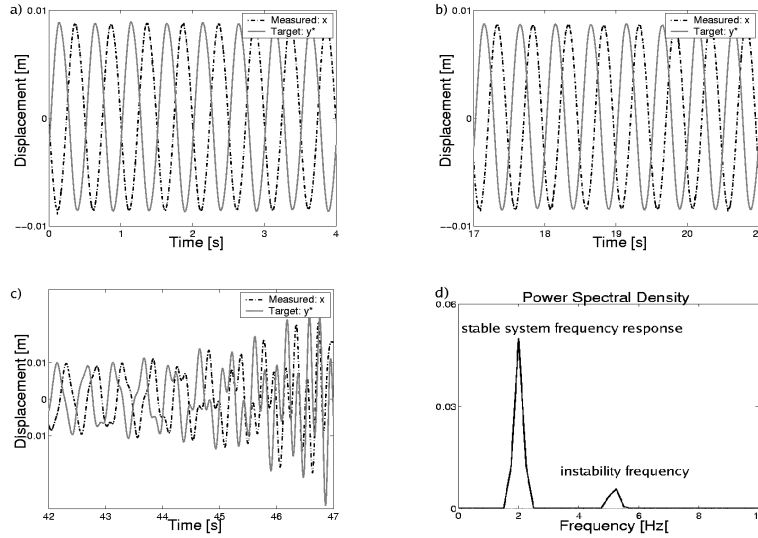 a)
0.01
Measured: x
Target: y*
Displacement [m]
0
--0.01
0 1 2 3 4
Time [s]
b)
0.01
Measured: x
Target: y*
Displacement [m]
0
--0.01
17 18 19 20 21
Time [s]
c)
Measured: x
Target: y*
Displacement [m]
0.01
0
-0.01
42 43 44 45 46 47
Time [s]
d)
Power Spectral Density
0.06
stable system frequency response
0.03
instability frequency
0
0 2 4 6 8 10
Frequency [Hz[